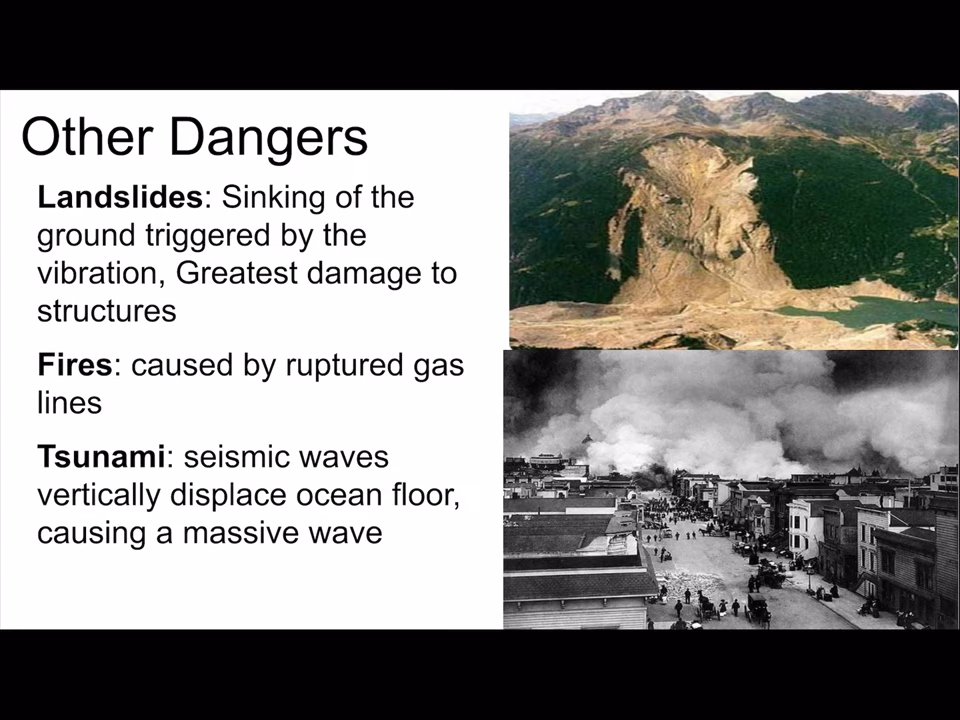 Other Dangers
Landslides: Sinking of the
ground triggered by the
vibration, Greatest damage to
structures
Fires: caused by ruptured gas
lines
Tsunami: seismic waves
vertically displace ocean floor,
causing a massive wave